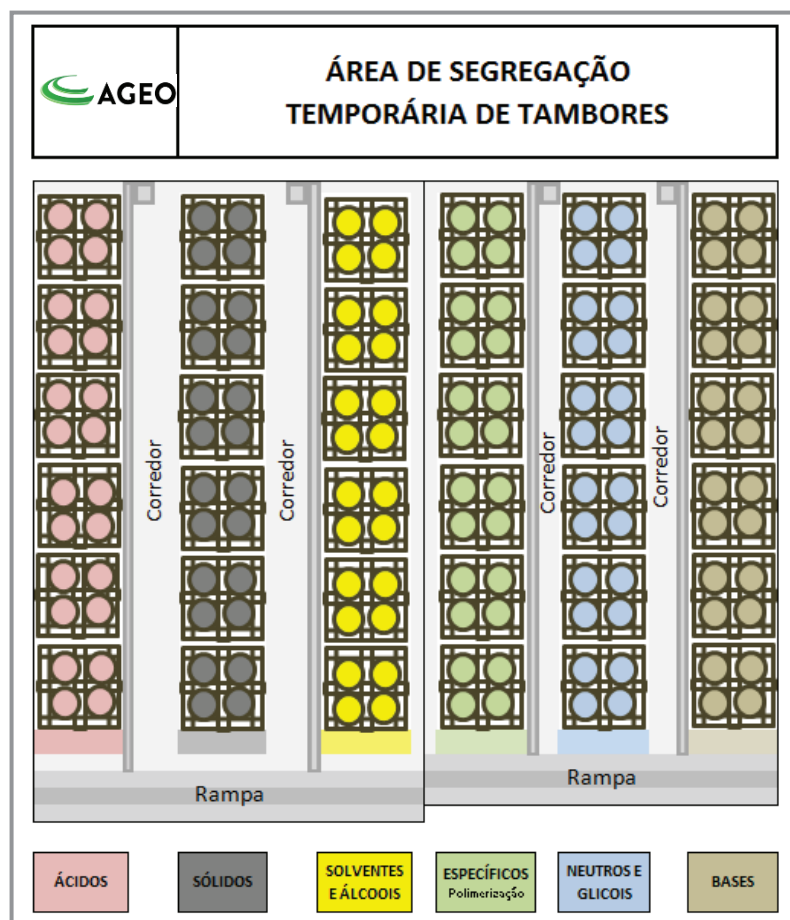 AGEO
ÁREA DE SEGREGAÇÃO
TEMPORÁRIA DE TAMBORES
Corredor
Corredor
Corredor
Corredor
Rampa
Rampa
ÁCIDOS
SÓLIDOS
SOLVENTES
E ÁLCOOIS
ESPECÍFICOS
Polimerização
NEUTROS E
GLICOIS
BASES